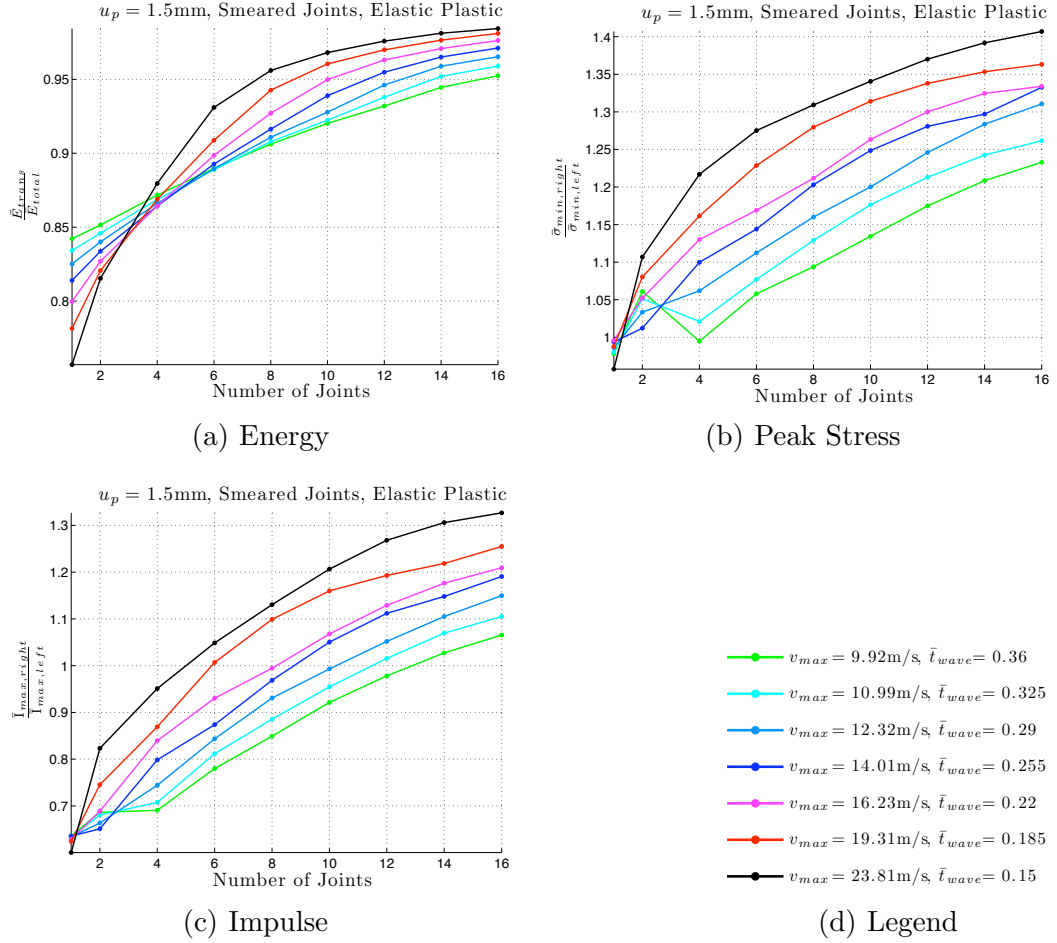 u_p = 1.5mm, Smeared Joints, Elastic Plastic
0.95
0.9
0.85
0.8
Ē_trans / Ē_total
2 4 6 8 10 12 14 16
Number of Joints
(a) Energy
u_p = 1.5mm, Smeared Joints, Elastic Plastic
1.4
1.35
1.3
1.25
1.2
1.15
1.1
1.05
1
σ̄_min,right / σ̄_min,left
2 4 6 8 10 12 14 16
Number of Joints
(b) Peak Stress
u_p = 1.5mm, Smeared Joints, Elastic Plastic
1.3
1.2
1.1
1
0.9
0.8
0.7
Ī_max,right / Ī_max,left
2 4 6 8 10 12 14 16
Number of Joints
(c) Impulse
v_max = 9.92m/s, t̄_wave = 0.36
v_max = 10.99m/s, t̄_wave = 0.325
v_max = 12.32m/s, t̄_wave = 0.29
v_max = 14.01m/s, t̄_wave = 0.255
v_max = 16.23m/s, t̄_wave = 0.22
v_max = 19.31m/s, t̄_wave = 0.185
v_max = 23.81m/s, t̄_wave = 0.15
(d) Legend